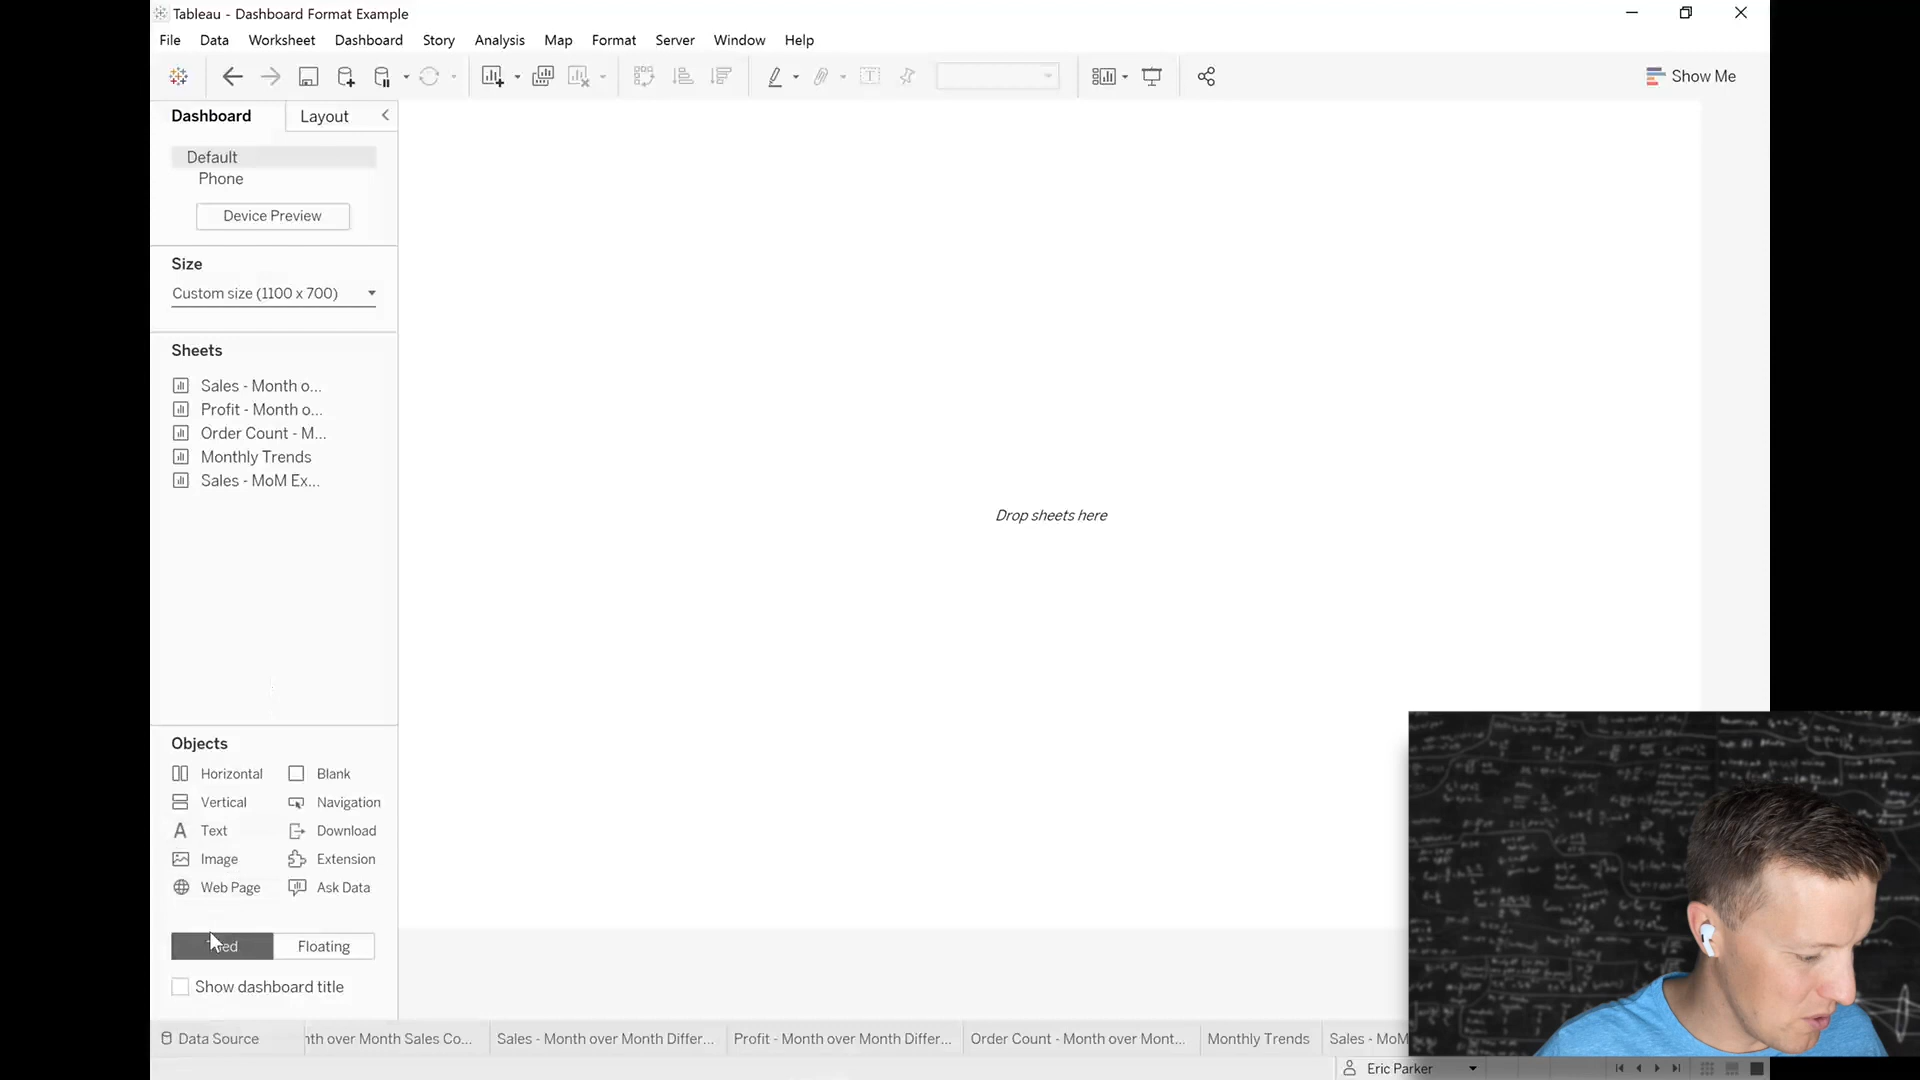 Tableau - Dashboard Format Example
File Data Worksheet Dashboard Story Analysis Map Format Server Window Help
Show Me
Dashboard Layout
Default
Phone
Device Preview
Size
Custom size (1100 x 700)
Sheets
Sales - Month o...
Profit - Month o...
Order Count - M...
Monthly Trends
Sales - MoM Ex...
Drop sheets here
Objects
Horizontal Blank
Vertical Navigation
Text Download
Image Extension
Web Page Ask Data
Floating
Show dashboard title
Data Source over Month Sales Co... Sales - Month over Month Differ... Profit - Month over Month Differ... Order Count - Month over Mont... Monthly Trends Sales - MoM
Eric Parker